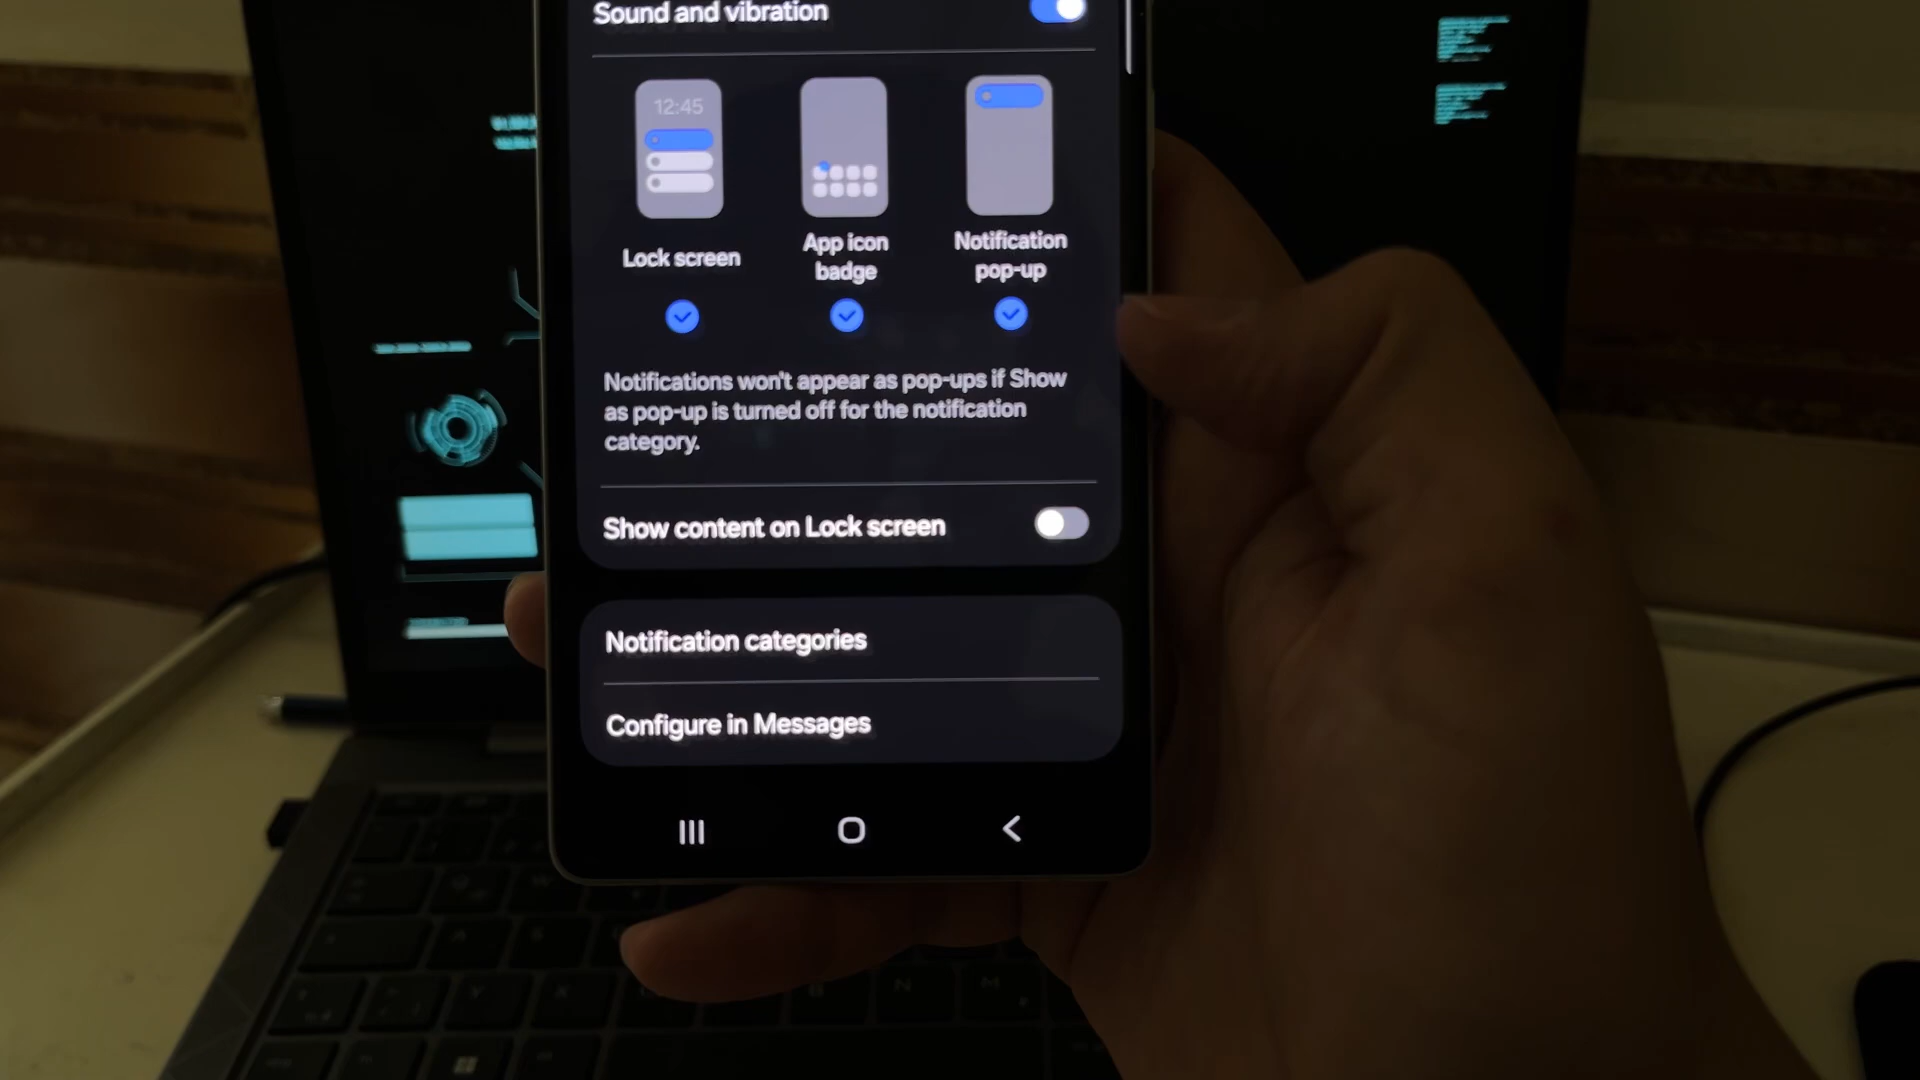 Sound and vibration
12:45
Lock screen
App icon
badge
Notification
pop-up
Notifications won't appear as pop-ups if Show
as pop-up is turned off for the notification
category.
Show content on Lock screen
Notification categories
Configure in Messages
N
M